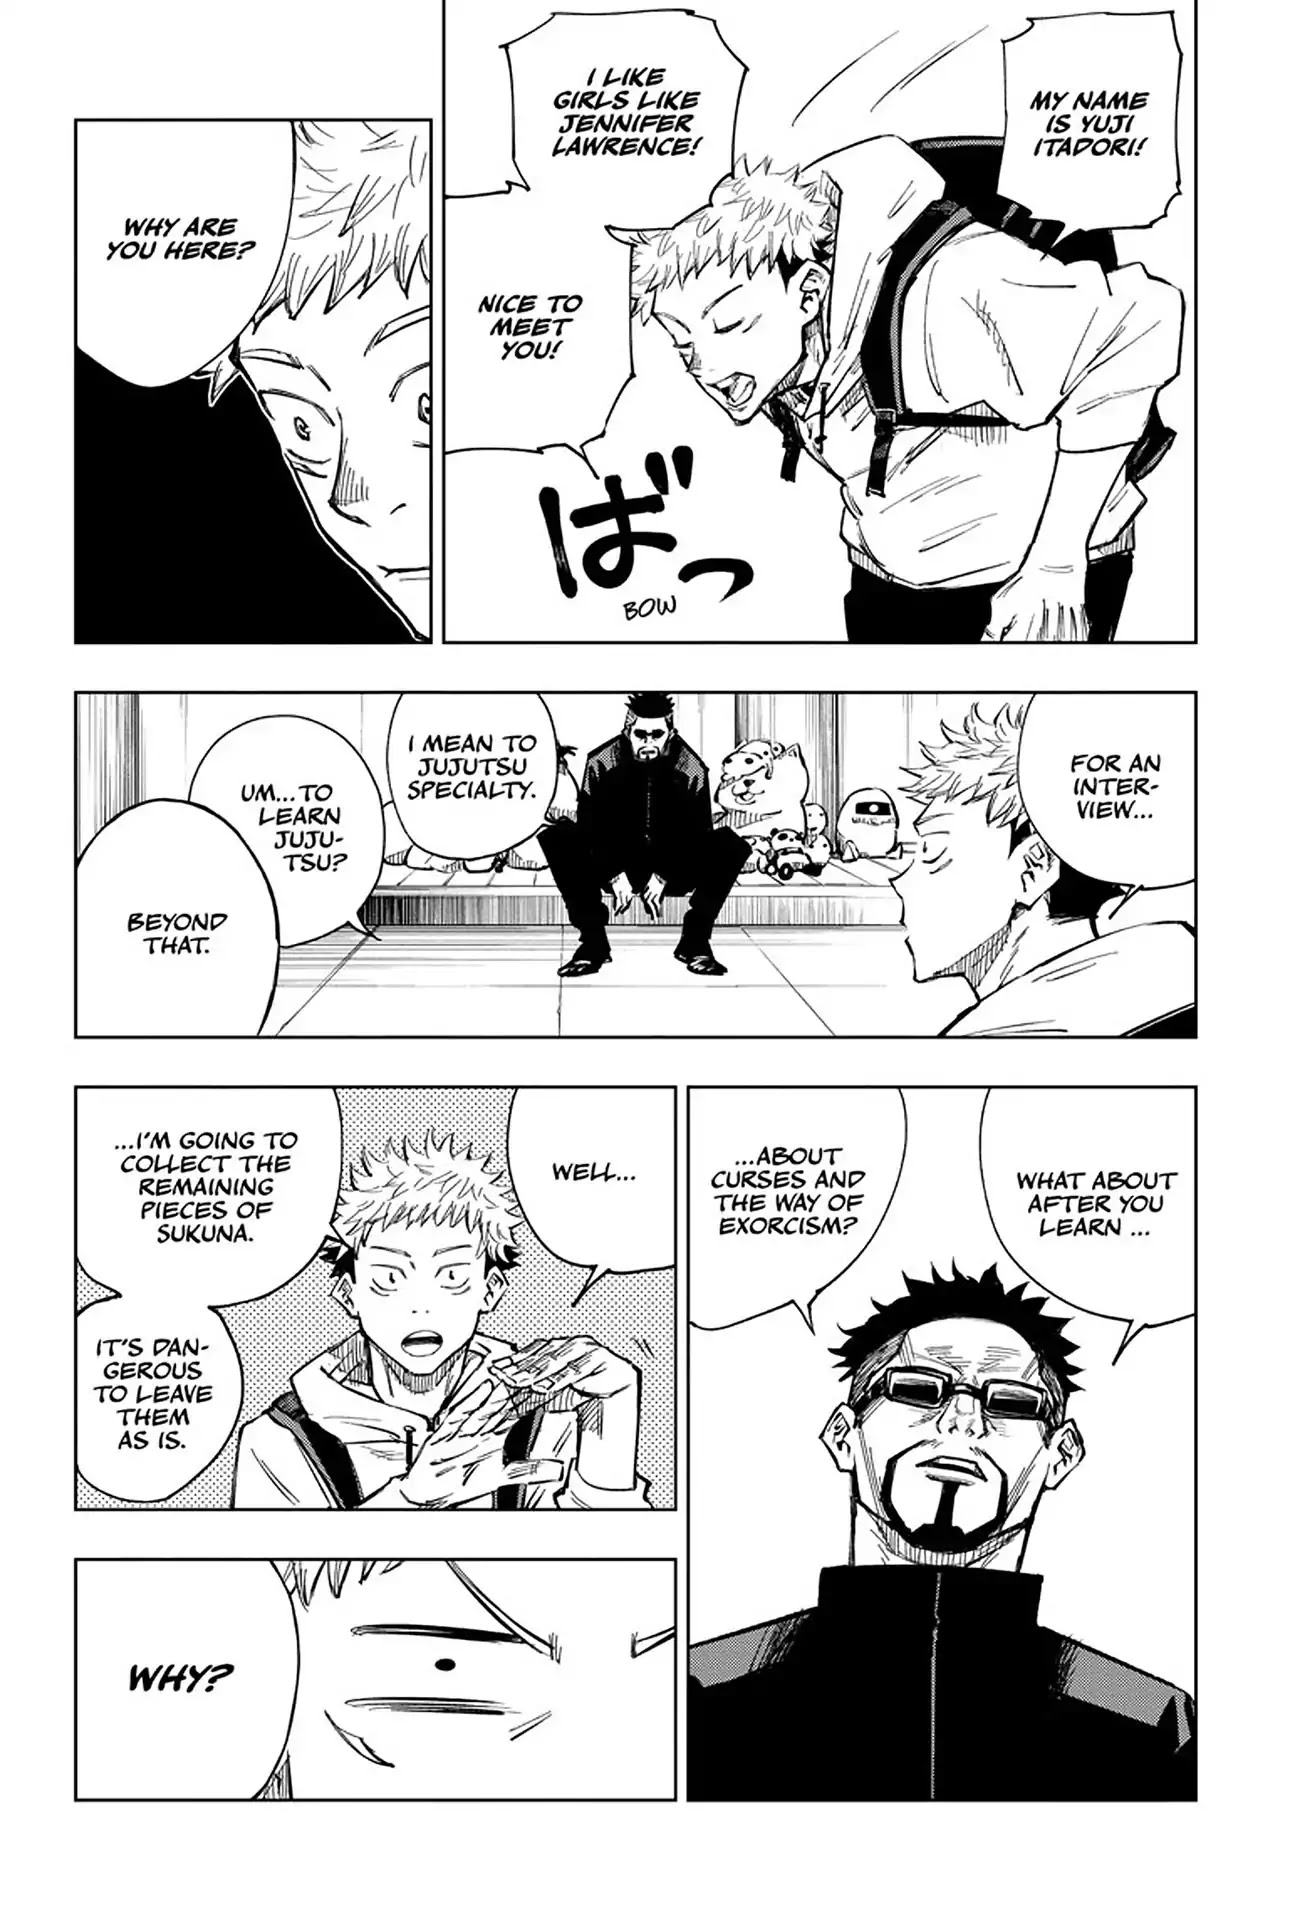 MY NAME
IS YUJI
ITADORI!
I LIKE
GIRLS LIKE
JENNIFER
LAWRENCE!
NICE TO
MEET
YOU!
ばっ
BOW
WHY ARE
YOU HERE?
FOR AN
INTER-
VIEW...
I MEAN TO
JUJUTSU
SPECIALTY.
UM...TO
LEARN
JUJU-
TSU?
BEYOND
THAT.
WHAT ABOUT
AFTER YOU
LEARN ...
...ABOUT
CURSES AND
THE WAY OF
EXORCISM?
WELL...
...I'M GOING TO
COLLECT THE
REMAINING
PIECES OF
SUKUNA.
IT'S DAN-
GEROUS
TO LEAVE
THEM
AS IS.
WHY?